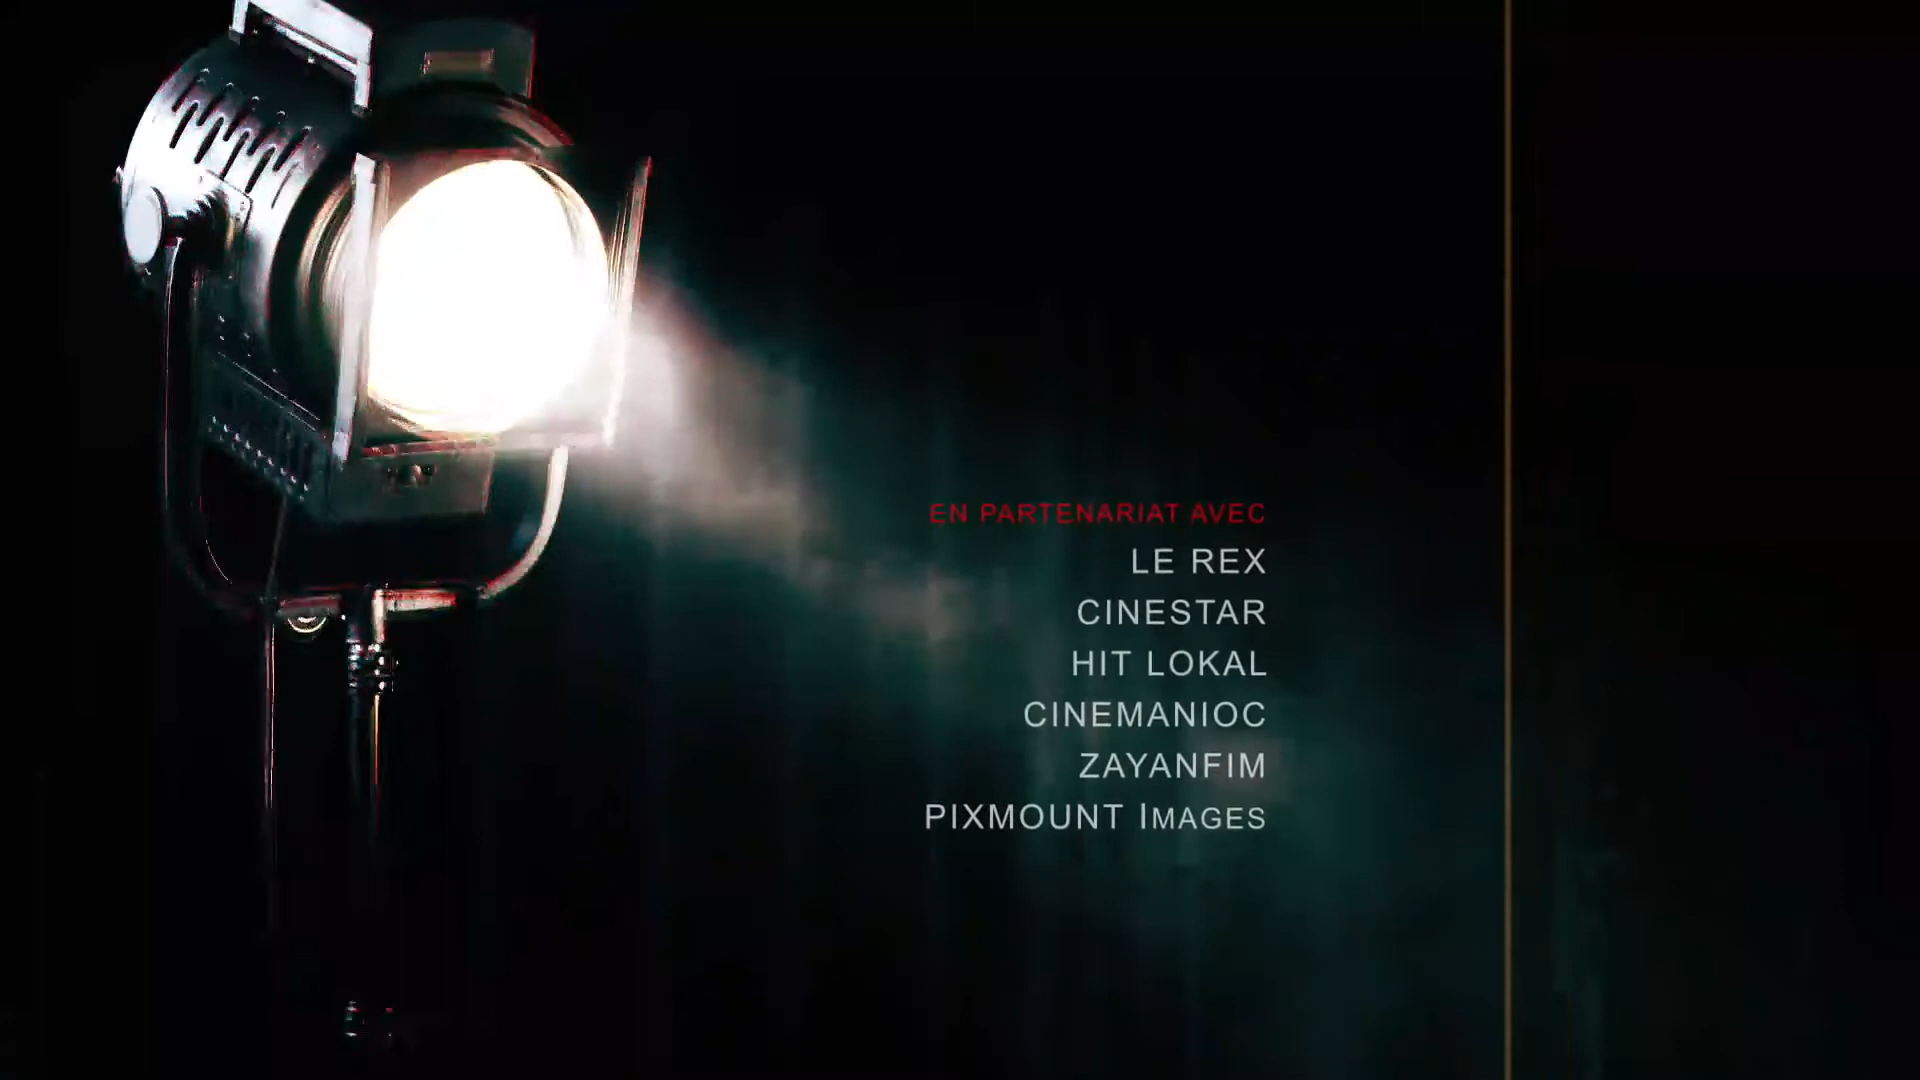 EN PARTENARIAT AVEC
LE REX
CINESTAR
HIT LOKAL
CINEMANIOC
ZAYANFIM
PIXMOUNT IMAGES